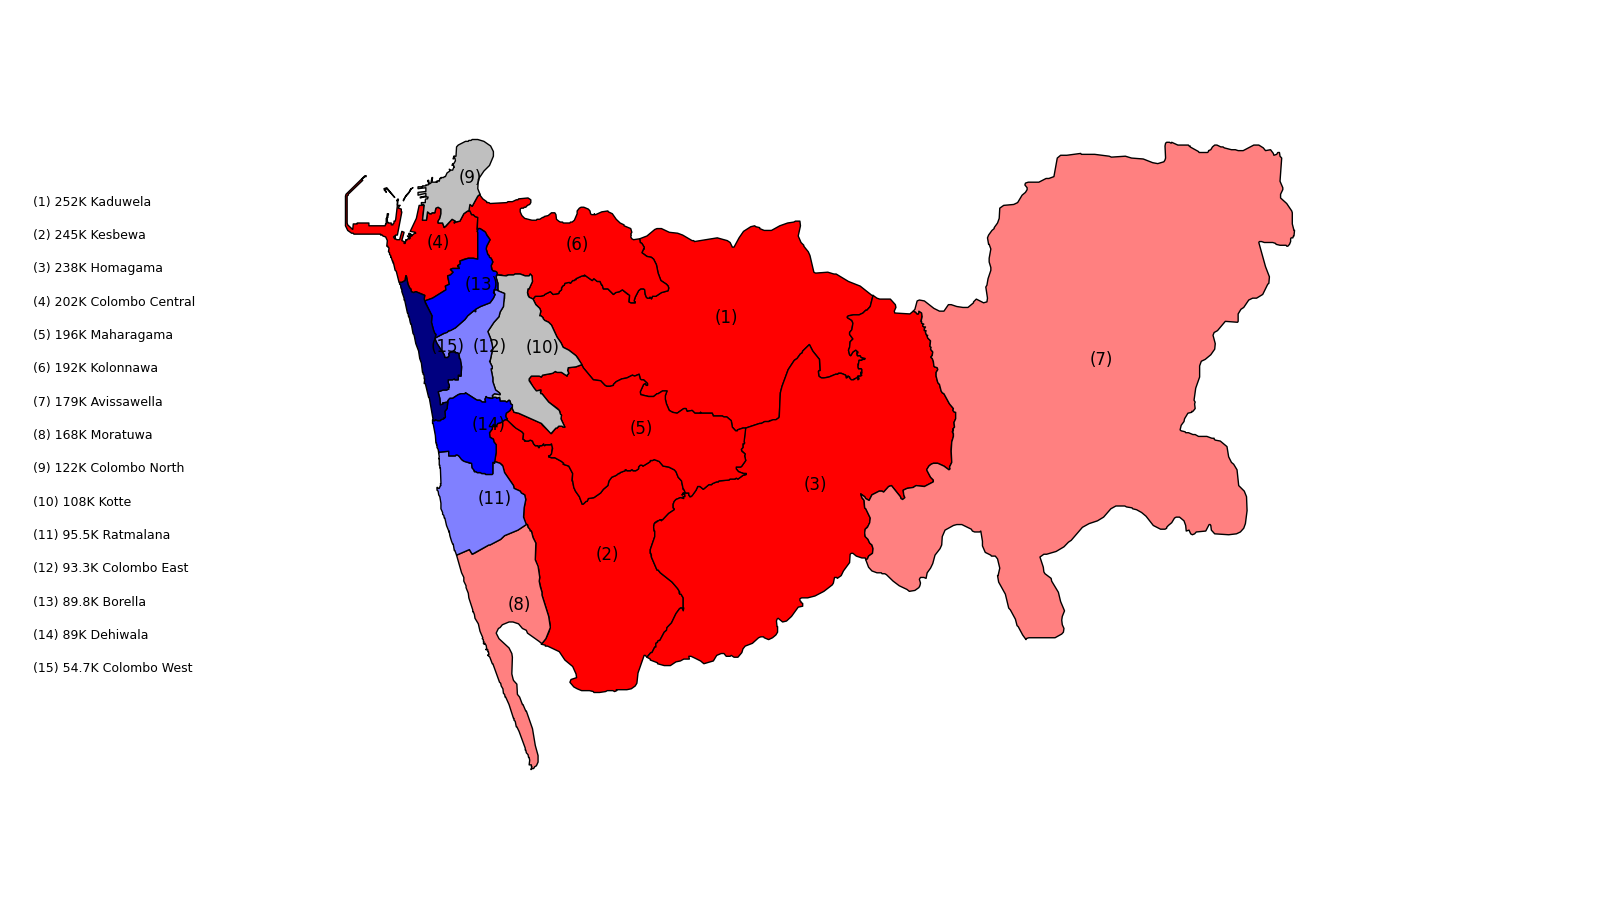 (1) 252K Kaduwela
(2) 245K Kesbewa
(3) 238K Homagama
(4) 202K Colombo Central
(5) 196K Maharagama
(6) 192K Kolonnawa
(7) 179K Avissawella
(8) 168K Moratuwa
(9) 122K Colombo North
(10) 108K Kotte
(11) 95.5K Ratmalana
(12) 93.3K Colombo East
(13) 89.8K Borella
(14) 89K Dehiwala
(15) 54.7K Colombo West
(9)
(4)
(6)
(13)
(1)
(15)
(12)
(10)
(7)
(14)
(5)
(3)
(11)
(2)
(8)